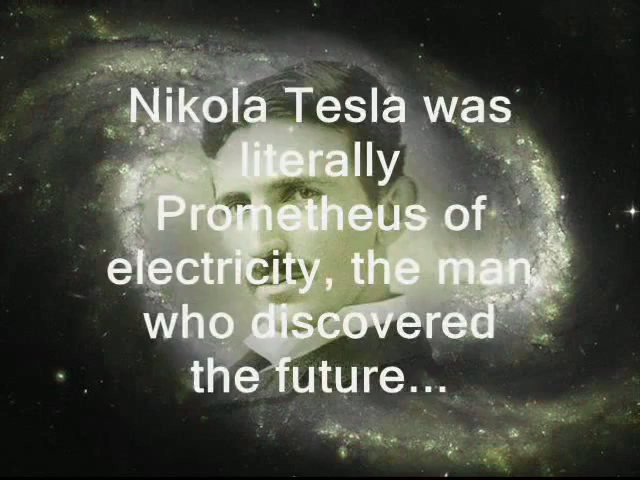 Nikola Tesla was
literally
Prometheus of
electricity, the man
who discovered
the future...